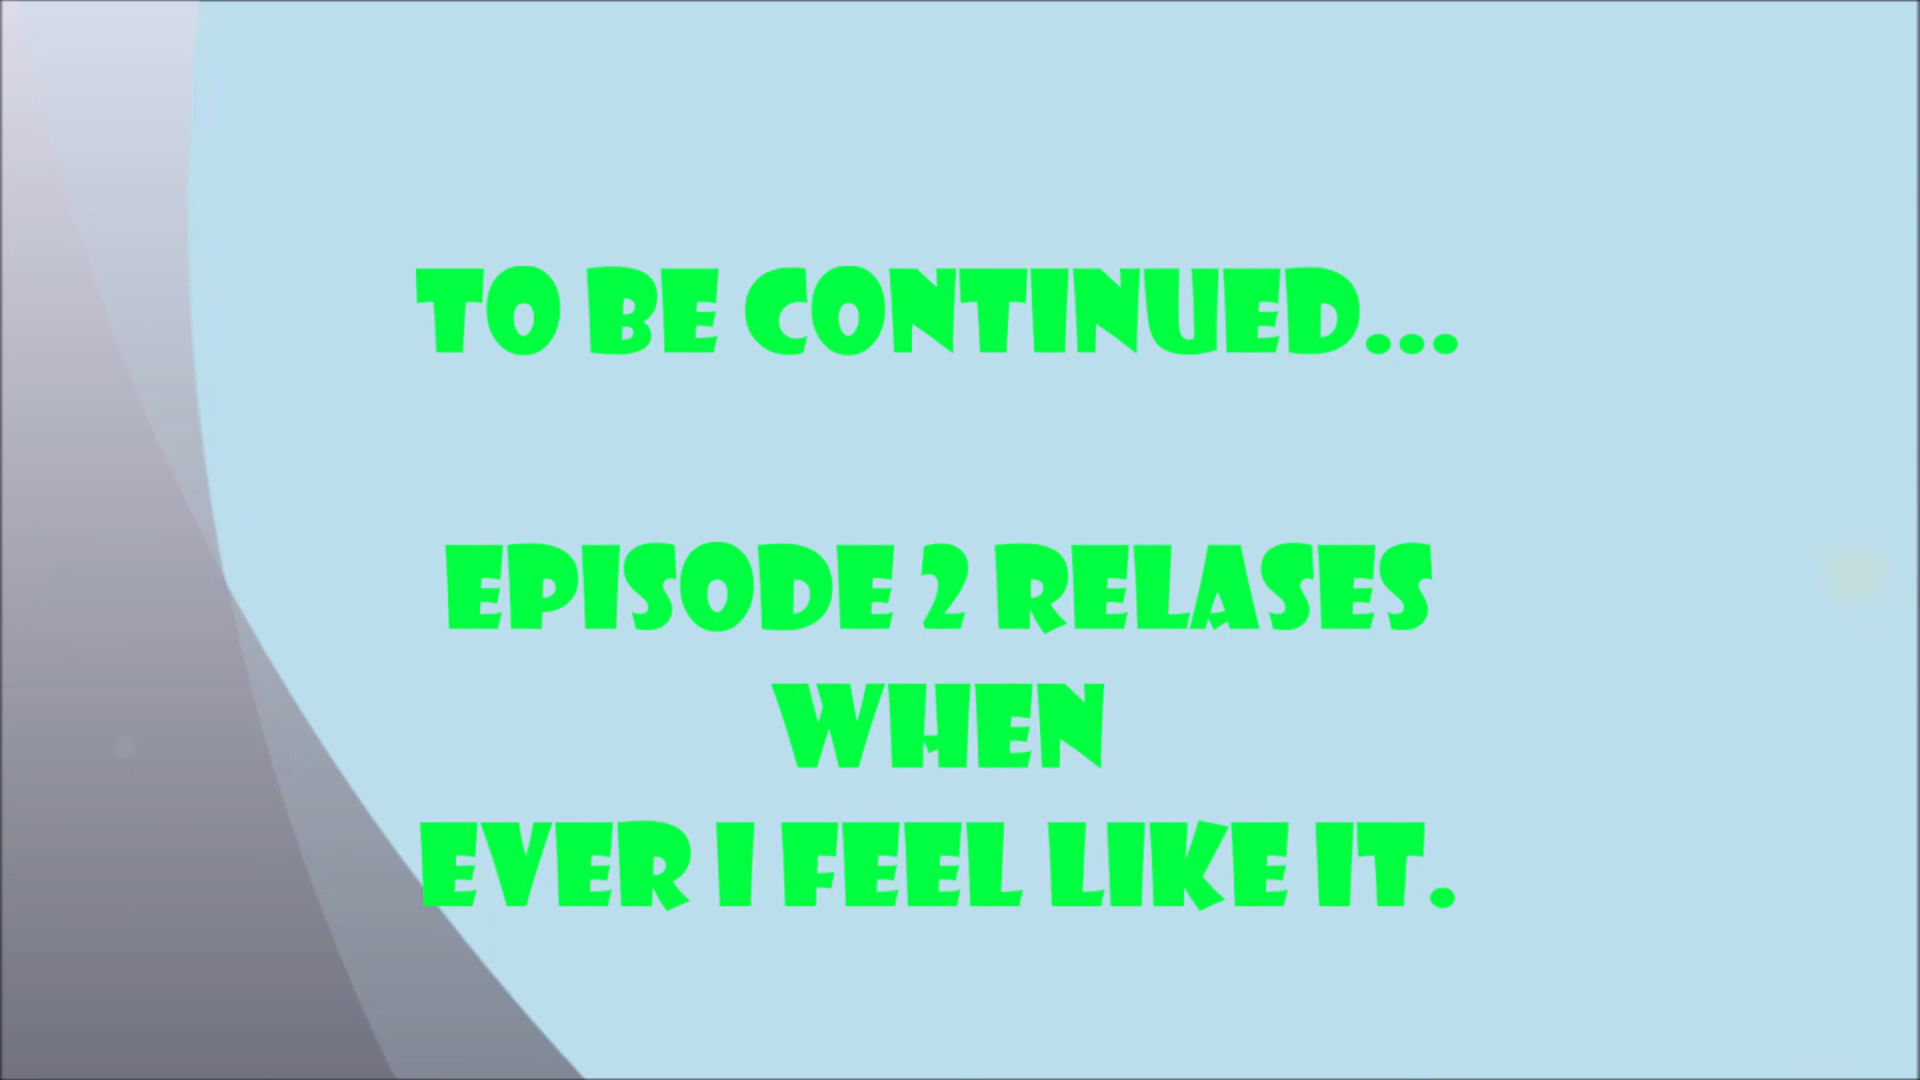 TO BE CONTINUED...
EPISODE 2 RELASES
WHEN
EVER I FEEL LIKE IT.